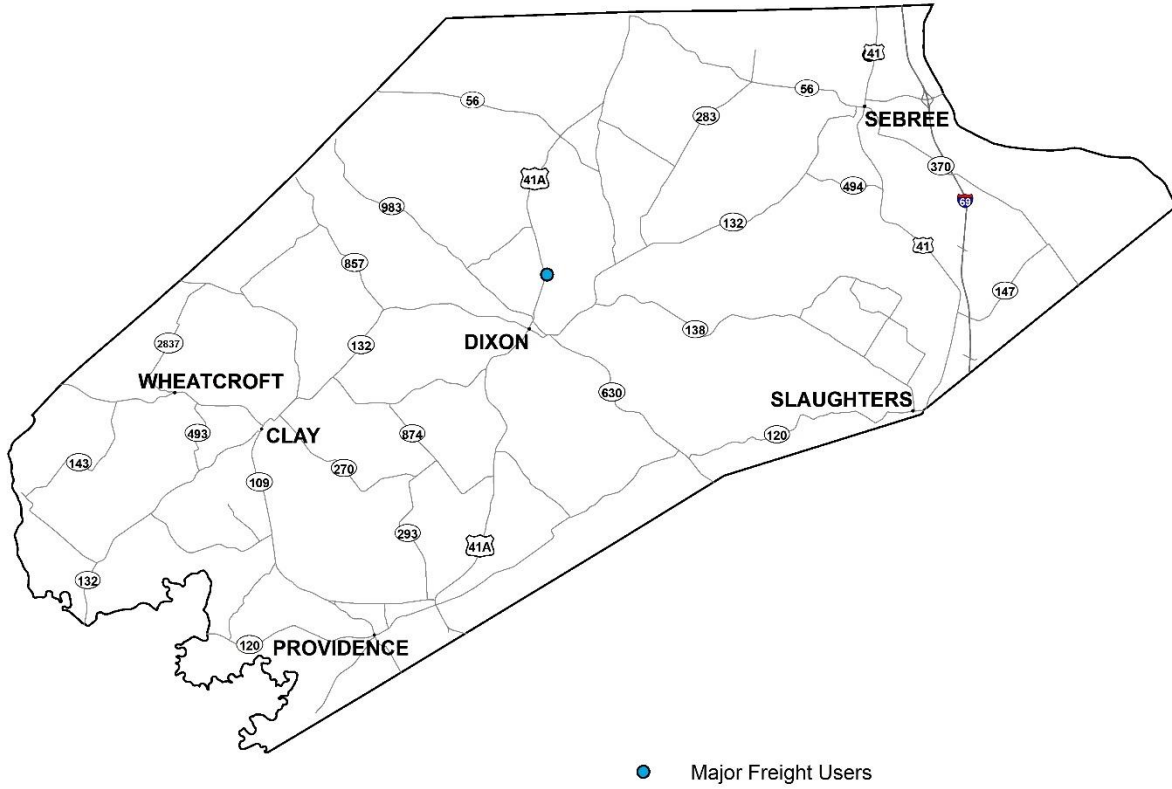 41
56
56
283
SEBREE
370
41A
494
69
983
132
41
857
147
138
DIXON
132
2837
WHEATCROFT
630
SLAUGHTERS
493
CLAY
874
120
143
270
109
293
41A
132
120
PROVIDENCE
Major Freight Users